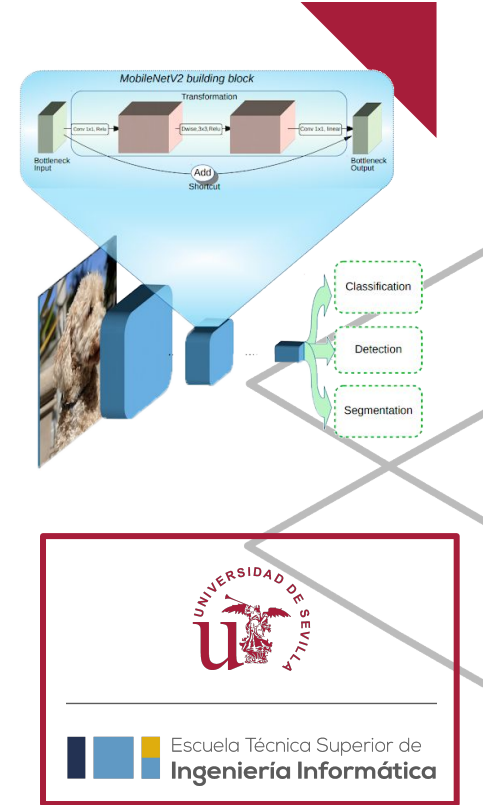 MobileNetV2 building block
Transformation
Conv 1x1, Relu
Dwise,3x3,Relu
Conv 1x1, linear
Bottleneck
Input
Bottleneck
Output
Add
Shortcut
Classification
Detection
Segmentation
UNIVERSIDAD DE SEVILLA
u
Escuela Técnica Superior de
Ingeniería Informática